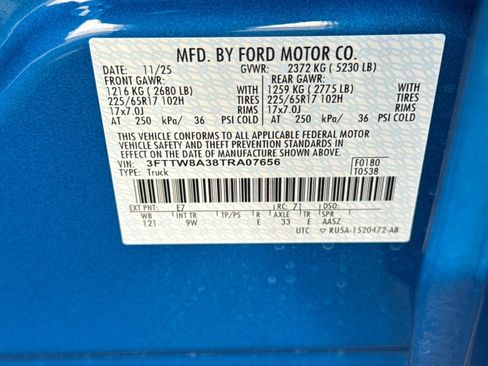 MFD. BY FORD MOTOR CO.
DATE: 11/25 GVWR: 2372 KG ( 5230 LB)
FRONT GAWR: REAR GAWR:
1216 KG ( 2680 LB) WITH 1259 KG ( 2775 LB) WITH
225/65R17 102H TIRES 225/65R17 102H TIRES
17x7.0J RIMS 17x7.0J RIMS
AT 250 kPa/ 36 PSI COLD AT 250 kPa/ 36 PSI COLD
THIS VEHICLE CONFORMS TO ALL APPLICABLE FEDERAL MOTOR
VEHICLE SAFETY AND THEFT PREVENTION STANDARDS IN EFFECT
ON THE DATE OF MANUFACTURE SHOWN ABOVE.
VIN: 3FTTW8A38TRA07656 F0180
TYPE: Truck T0538
EXT PNT: E7 RC: 71 DSO:
WB INT TR TP/PS R AXLE TR SPR
121 9W E 33 E AASZ
UTC ▽ RU5A-1520472-AB